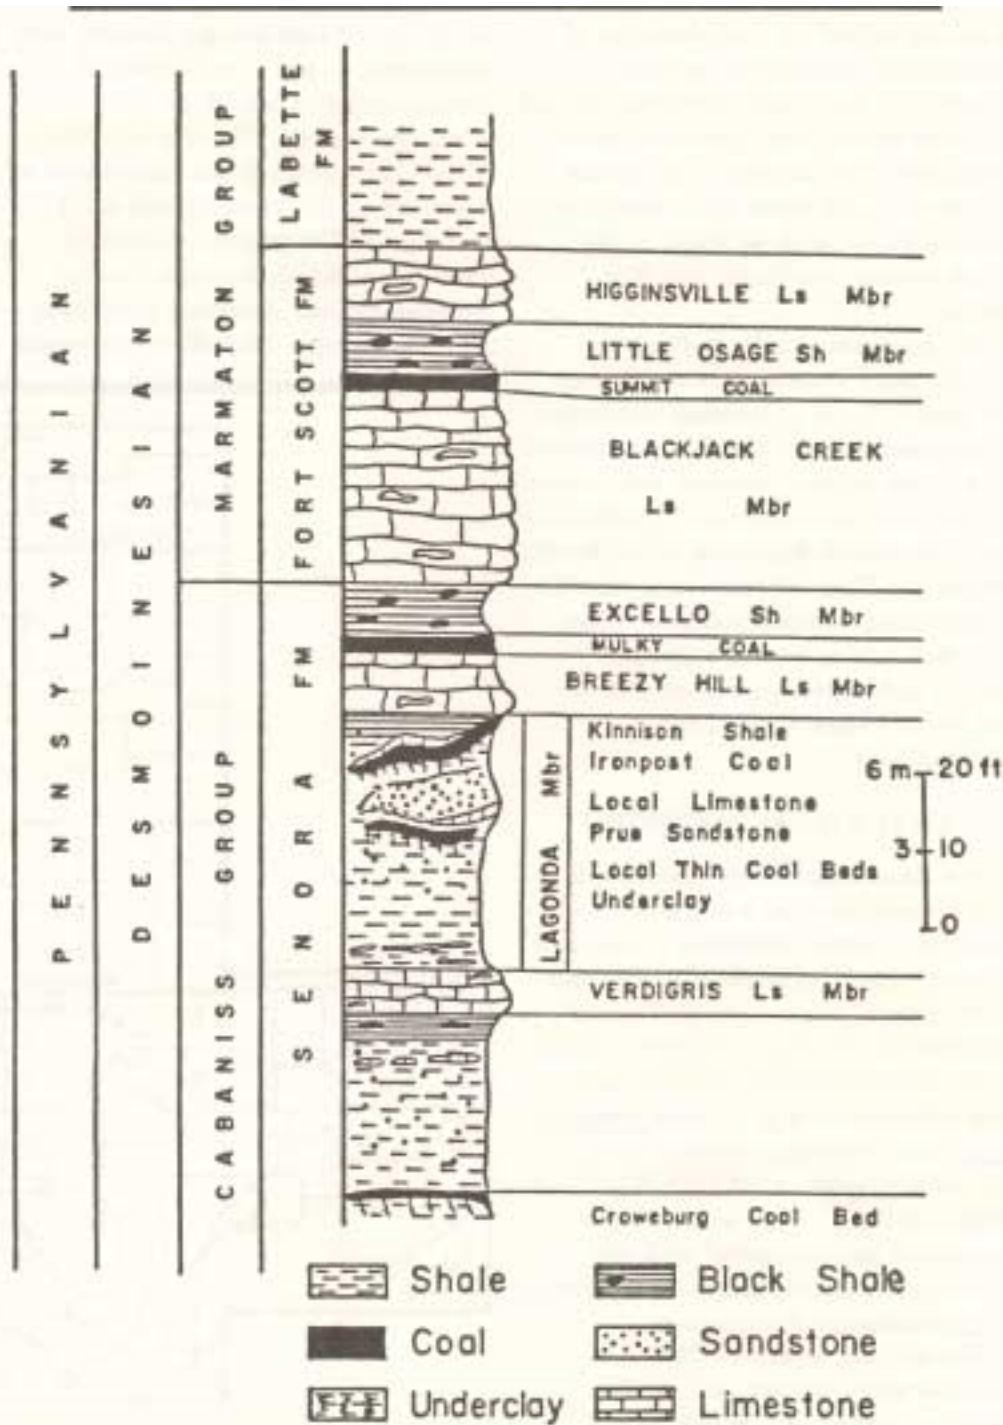 PENNSYLVANIAN
DESMOINESIAN
MARMATON GROUP
CABANISS GROUP
LABETTE FM
FORT SCOTT FM
SENORA FM
HIGGINSVILLE Ls Mbr
LITTLE OSAGE Sh Mbr
SUMMIT COAL
BLACKJACK CREEK
Ls Mbr
EXCELLO Sh Mbr
MULKY COAL
BREEZY HILL Ls Mbr
LAGONDA Mbr
Kinnison Shale
Ironpost Coal
Local Limestone
Prue Sandstone
Local Thin Coal Beds
Underclay
6 m 20 ft
3 10
0
VERDIGRIS Ls Mbr
Croweburg Coal Bed
Shale
Black Shale
Coal
Sandstone
Underclay
Limestone